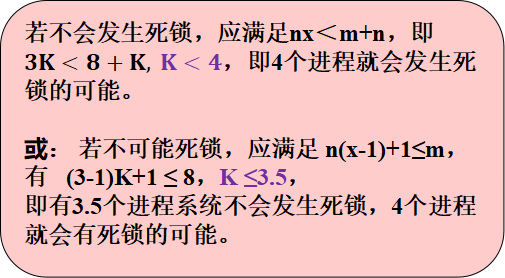 若不会发生死锁，应满足nx＜m+n，即
3K < 8 + K, K < 4，即4个进程就会发生死
锁的可能。
或： 若不可能死锁，应满足 n(x-1)+1≤m，
有 (3-1)K+1 ≤ 8，K ≤3.5，
即有3.5个进程系统不会发生死锁，4个进程
就会有死锁的可能。